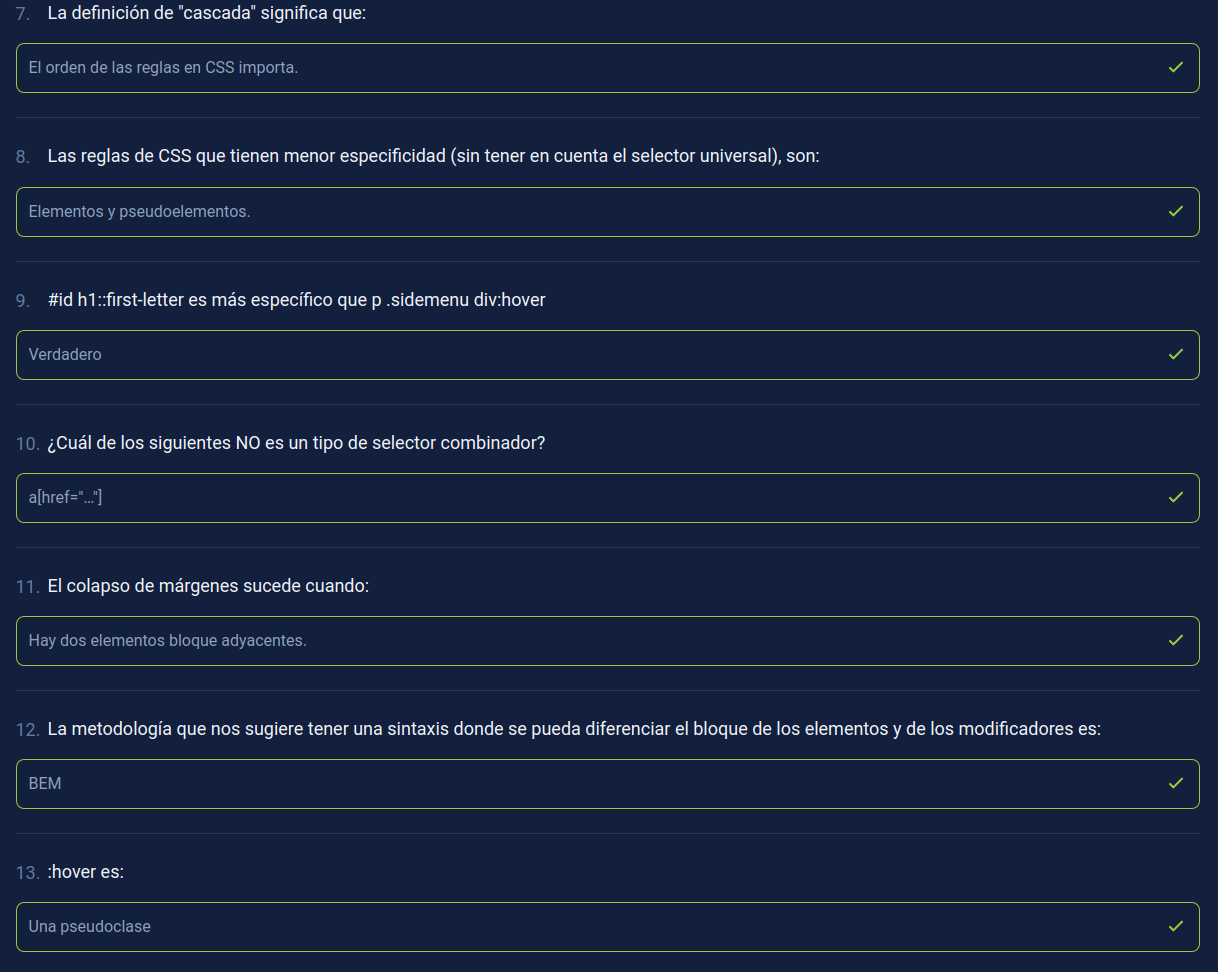 7. La definición de "cascada" significa que:
El orden de las reglas en CSS importa.
8. Las reglas de CSS que tienen menor especificidad (sin tener en cuenta el selector universal), son:
Elementos y pseudoelementos.
9. #id h1::first-letter es más específico que p .sidemenu div:hover
Verdadero
10. ¿Cuál de los siguientes NO es un tipo de selector combinador?
a[href="…"]
11. El colapso de márgenes sucede cuando:
Hay dos elementos bloque adyacentes.
12. La metodología que nos sugiere tener una sintaxis donde se pueda diferenciar el bloque de los elementos y de los modificadores es:
BEM
13. :hover es:
Una pseudoclase